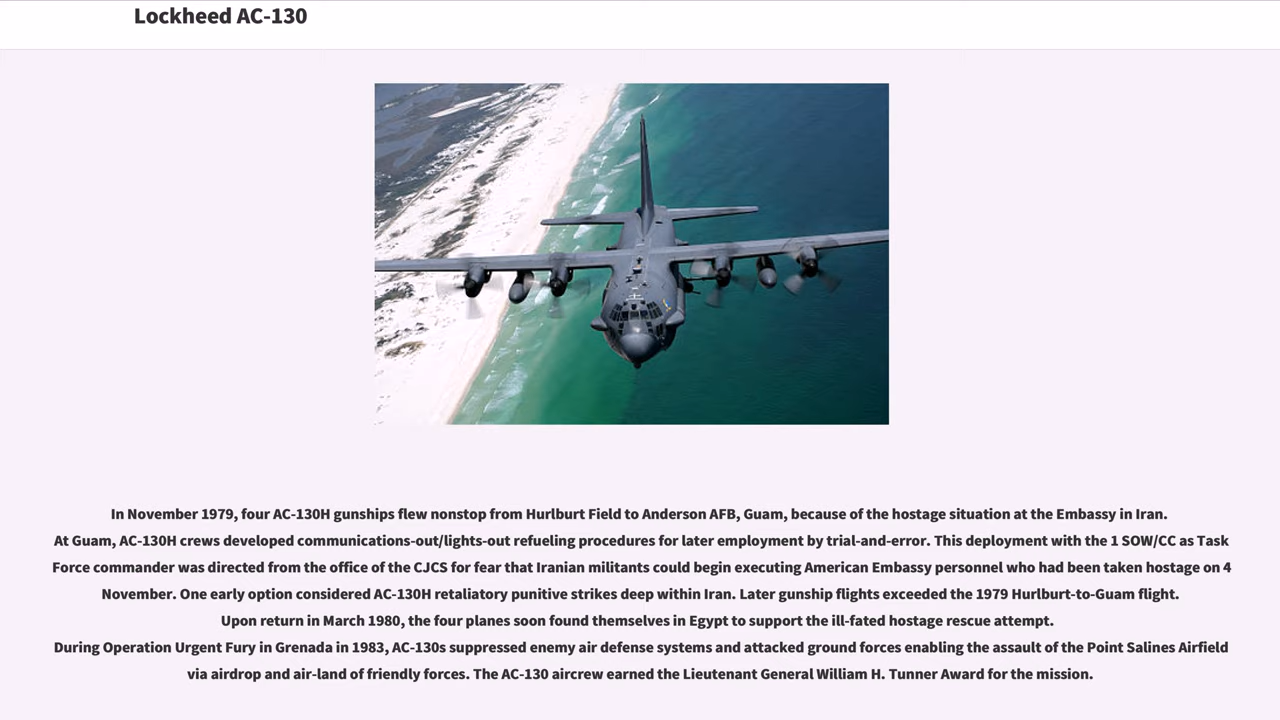 Lockheed AC-130
In November 1979, four AC-130H gunships flew nonstop from Hurlburt Field to Anderson AFB, Guam, because of the hostage situation at the Embassy in Iran.
At Guam, AC-130H crews developed communications-out/lights-out refueling procedures for later employment by trial-and-error. This deployment with the 1 SOW/CC as Task
Force commander was directed from the office of the CJCS for fear that Iranian militants could begin executing American Embassy personnel who had been taken hostage on 4
November. One early option considered AC-130H retaliatory punitive strikes deep within Iran. Later gunship flights exceeded the 1979 Hurlburt-to-Guam flight.
Upon return in March 1980, the four planes soon found themselves in Egypt to support the ill-fated hostage rescue attempt.
During Operation Urgent Fury in Grenada in 1983, AC-130s suppressed enemy air defense systems and attacked ground forces enabling the assault of the Point Salines Airfield
via airdrop and air-land of friendly forces. The AC-130 aircrew earned the Lieutenant General William H. Tunner Award for the mission.